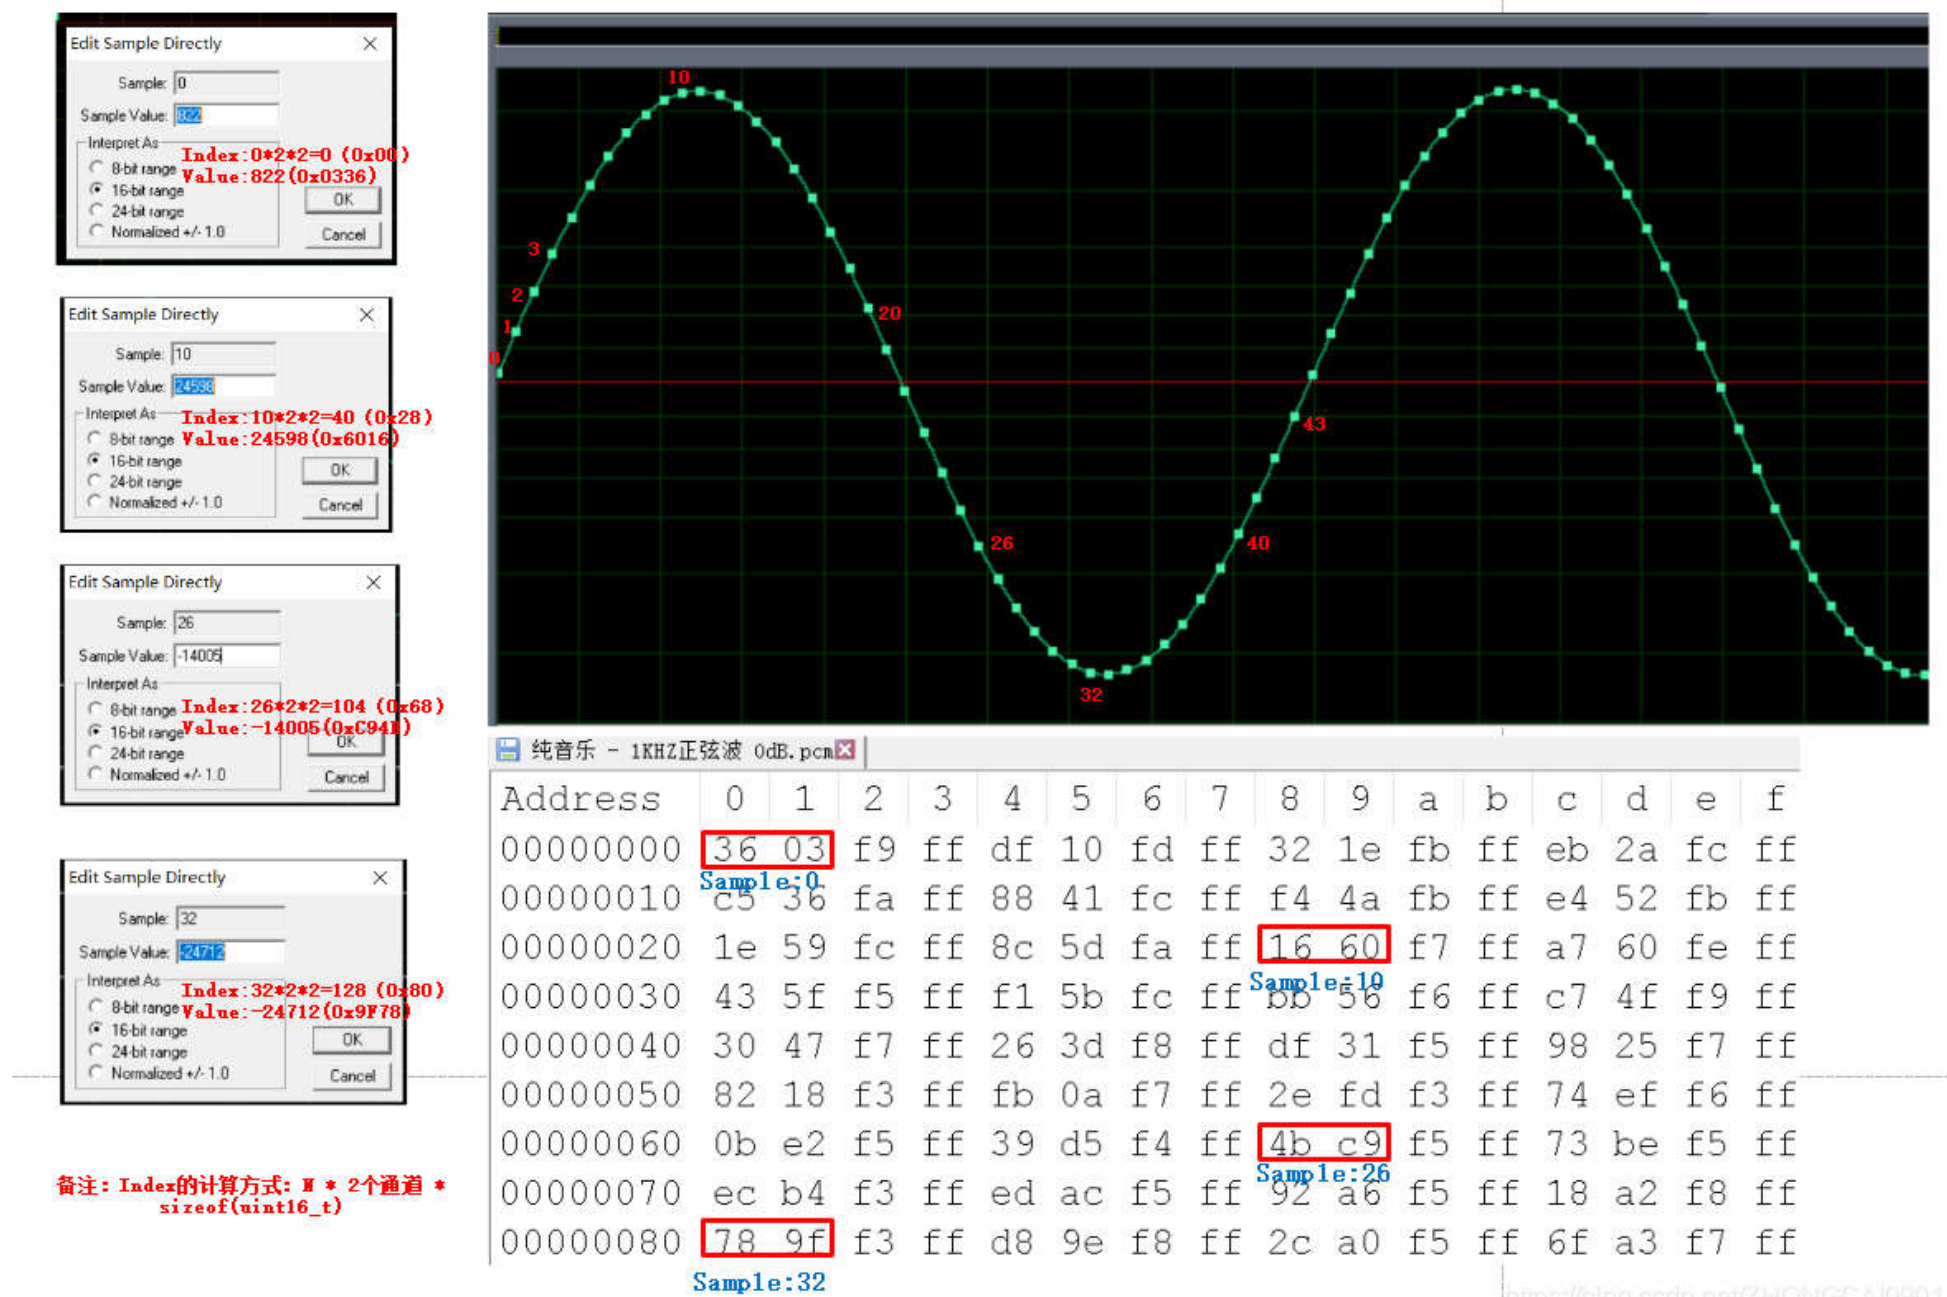 Edit Sample Directly
Sample: 0
Sample Value: 822
Interpret As
Index:0*2*2=0 (0x00)
8-bit range
Value:822(0x0336)
16-bit range
OK
24-bit range
Normalized +/- 1.0
Cancel
Edit Sample Directly
Sample: 10
Sample Value: 24598
Interpret As
Index:10*2*2=40 (0x28)
8-bit range
Value:24598(0x6016)
16-bit range
OK
24-bit range
Normalized +/- 1.0
Cancel
Edit Sample Directly
Sample: 26
Sample Value: -14005
Interpret As
Index:26*2*2=104 (0x68)
8-bit range
Value:-14005(0xC94B)
16-bit range
OK
24-bit range
Normalized +/- 1.0
Cancel
Edit Sample Directly
Sample: 32
Sample Value: -24712
Interpret As
Index:32*2*2=128 (0x80)
8-bit range
Value:-24712(0x9F78)
16-bit range
OK
24-bit range
Normalized +/- 1.0
Cancel
备注：Index的计算方式：N * 2个通道 *
sizeof(uint16_t)
10
3
2
1
0
20
26
32
40
43
纯音乐 - 1KHZ正弦波 0dB.pcm
Address 0 1 2 3 4 5 6 7 8 9 a b c d e f
00000000 36 03 f9 ff df 10 fd ff 32 1e fb ff eb 2a fc ff
Sample:0
00000010 c5 36 fa ff 88 41 fc ff f4 4a fb ff e4 52 fb ff
00000020 1e 59 fc ff 8c 5d fa ff 16 60 f7 ff a7 60 fe ff
Sample:10
00000030 43 5f f5 ff f1 5b fc ff bb 56 f6 ff c7 4f f9 ff
00000040 30 47 f7 ff 26 3d f8 ff df 31 f5 ff 98 25 f7 ff
00000050 82 18 f3 ff fb 0a f7 ff 2e fd f3 ff 74 ef f6 ff
00000060 0b e2 f5 ff 39 d5 f4 ff 4b c9 f5 ff 73 be f5 ff
Sample:26
00000070 ec b4 f3 ff ed ac f5 ff 92 a6 f5 ff 18 a2 f8 ff
00000080 78 9f f3 ff d8 9e f8 ff 2c a0 f5 ff 6f a3 f7 ff
Sample:32